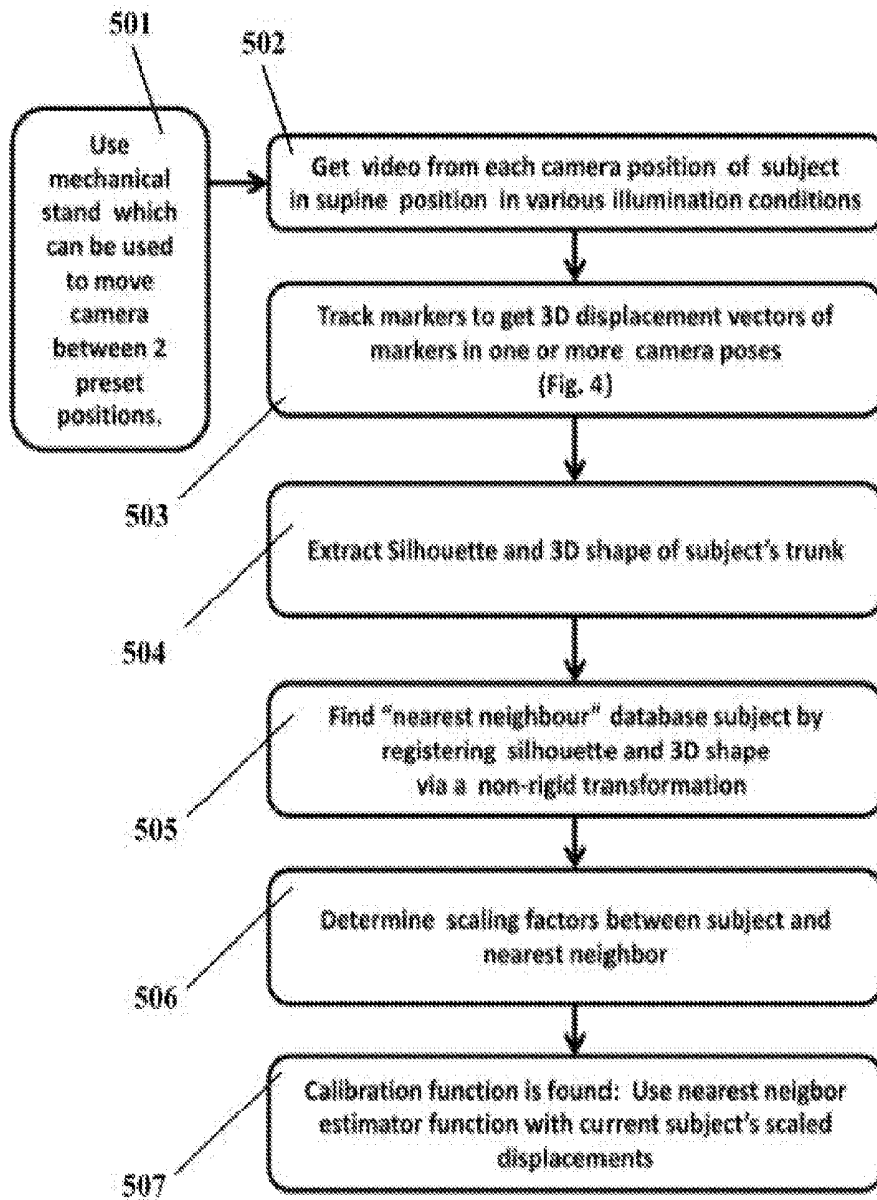 501
502
Use
mechanical
stand which
can be used
to move
camera
between 2
preset
positions.
Get video from each camera position of subject
in supine position in various illumination conditions
Track markers to get 3D displacement vectors of
markers in one or more camera poses
(Fig. 4)
503
Extract Silhouette and 3D shape of subject's trunk
504
Find "nearest neighbour" database subject by
registering silhouette and 3D shape
via a non-rigid transformation
505
Determine scaling factors between subject and
nearest neighbor
506
Calibration function is found: Use nearest neigbor
estimator function with current subject's scaled
displacements
507